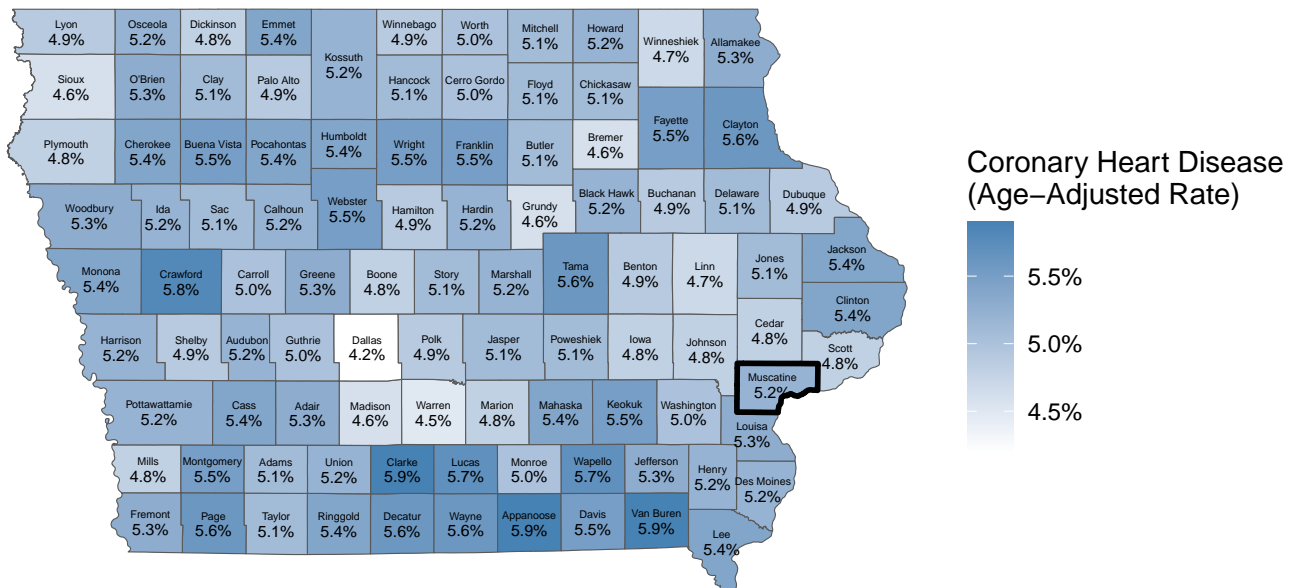 Lyon
4.9%
Osceola
5.2%
Dickinson
4.8%
Emmet
5.4%
Kossuth
5.2%
Winnebago
4.9%
Worth
5.0%
Mitchell
5.1%
Howard
5.2%
Winneshiek
4.7%
Allamakee
5.3%
Sioux
4.6%
O'Brien
5.3%
Clay
5.1%
Palo Alto
4.9%
Hancock
5.1%
Cerro Gordo
5.0%
Floyd
5.1%
Chickasaw
5.1%
Fayette
5.5%
Clayton
5.6%
Plymouth
4.8%
Cherokee
5.4%
Buena Vista
5.5%
Pocahontas
5.4%
Humboldt
5.4%
Wright
5.5%
Franklin
5.5%
Butler
5.1%
Bremer
4.6%
Woodbury
5.3%
Ida
5.2%
Sac
5.1%
Calhoun
5.2%
Webster
5.5%
Hamilton
4.9%
Hardin
5.2%
Grundy
4.6%
Black Hawk
5.2%
Buchanan
4.9%
Delaware
5.1%
Dubuque
4.9%
Monona
5.4%
Crawford
5.8%
Carroll
5.0%
Greene
5.3%
Boone
4.8%
Story
5.1%
Marshall
5.2%
Tama
5.6%
Benton
4.9%
Linn
4.7%
Jones
5.1%
Jackson
5.4%
Clinton
5.4%
Harrison
5.2%
Shelby
4.9%
Audubon
5.2%
Guthrie
5.0%
Dallas
4.2%
Polk
4.9%
Jasper
5.1%
Poweshiek
5.1%
Iowa
4.8%
Johnson
4.8%
Cedar
4.8%
Scott
4.8%
Muscatine
5.2%
Pottawattamie
5.2%
Cass
5.4%
Adair
5.3%
Madison
4.6%
Warren
4.5%
Marion
4.8%
Mahaska
5.4%
Keokuk
5.5%
Washington
5.0%
Louisa
5.3%
Mills
4.8%
Montgomery
5.5%
Adams
5.1%
Union
5.2%
Clarke
5.9%
Lucas
5.7%
Monroe
5.0%
Wapello
5.7%
Jefferson
5.3%
Henry
5.2%
Des Moines
5.2%
Fremont
5.3%
Page
5.6%
Taylor
5.1%
Ringgold
5.4%
Decatur
5.6%
Wayne
5.6%
Appanoose
5.9%
Davis
5.5%
Van Buren
5.9%
Lee
5.4%
Coronary Heart Disease
(Age−Adjusted Rate)
5.5%
5.0%
4.5%